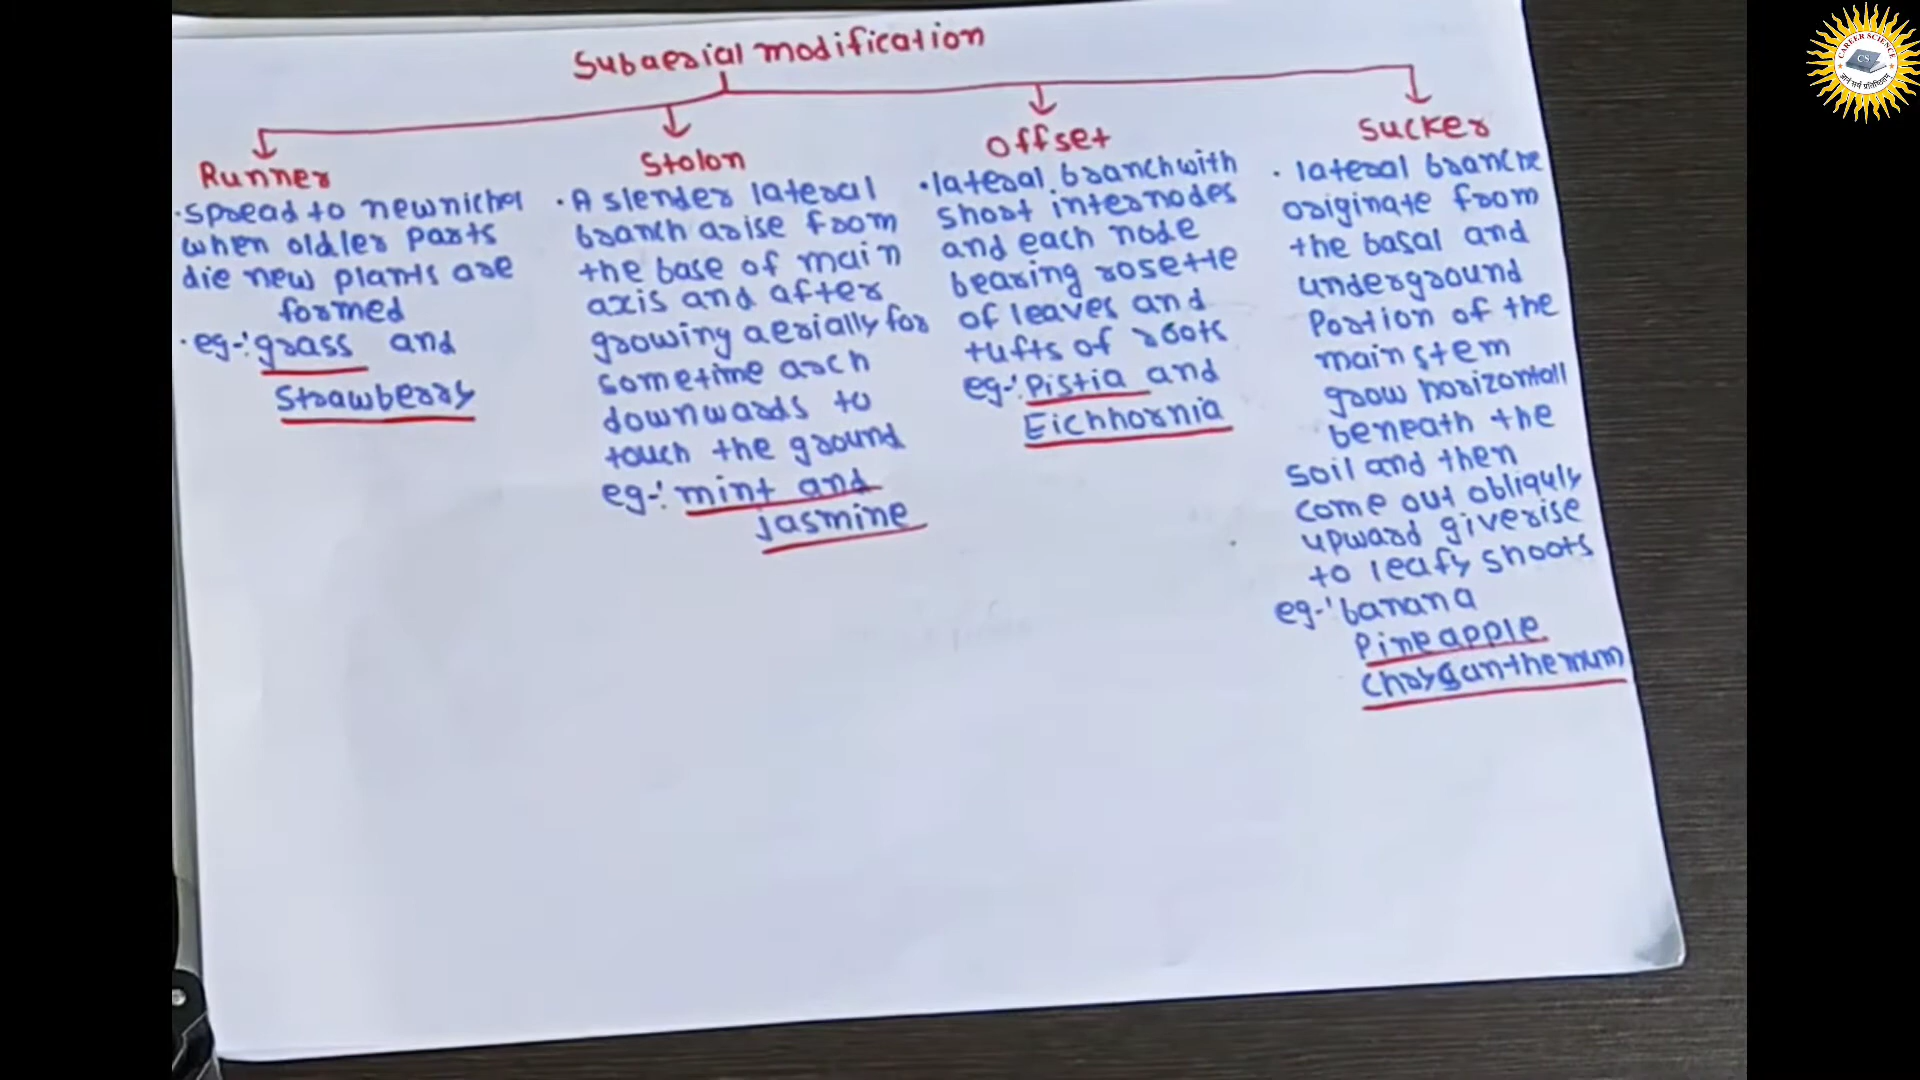 Subaerial modification
Runner
• spread to new niches
when oldler parts
die new plants are
formed
• eg-: grass and
Strawberry
Stolon
• A slender lateral
branch arise from
the base of main
axis and after
growing aerially for
sometime arch
downwards to
touch the ground
eg-: mint and
jasmine
Offset
• lateral branch with
short internodes
and each node
bearing rosette
of leaves and
tufts of roots
eg-: Pistia and
Eichhornia
Sucker
• lateral branche
originate from
the basal and
underground
Portion of the
main stem
grow horizontall
beneath the
soil and then
come out obliquly
upward giverise
to leafy shoots
eg-: banana
Pineapple
CAREER SCIENCE
CS